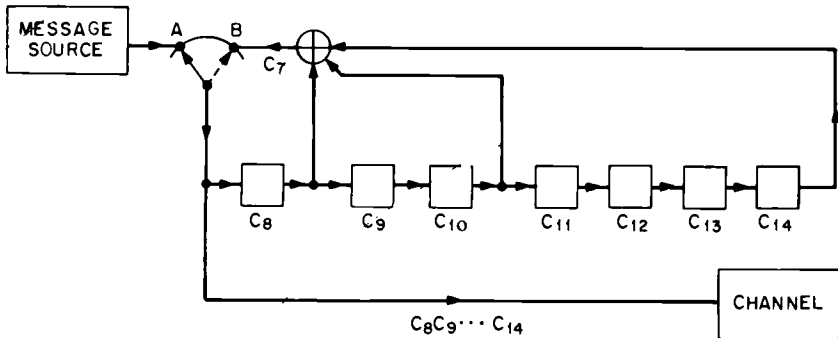 MESSAGE
SOURCE
A
B
C7
C8
C9
C10
C11
C12
C13
C14
C8C9···C14
CHANNEL